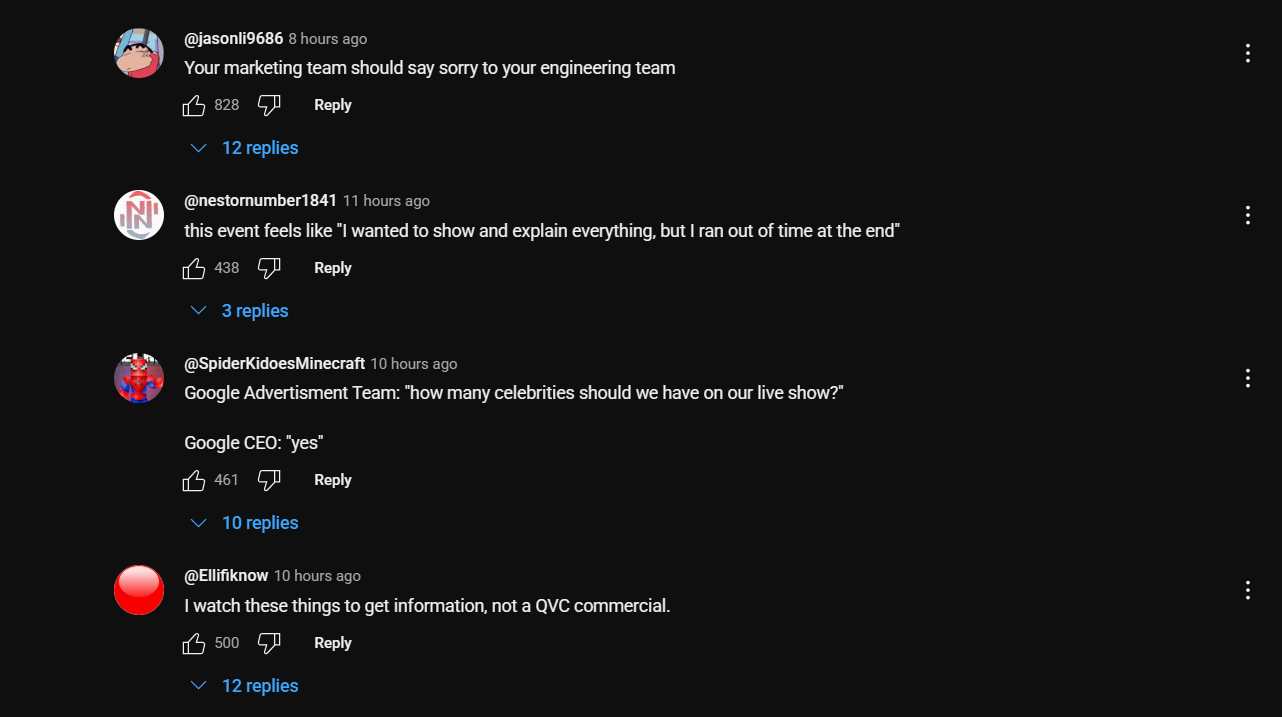 @jasonli9686 8 hours ago
Your marketing team should say sorry to your engineering team
828 Reply
12 replies
@nestornumber1841 11 hours ago
this event feels like "I wanted to show and explain everything, but I ran out of time at the end"
438 Reply
3 replies
@SpiderKidoesMinecraft 10 hours ago
Google Advertisment Team: "how many celebrities should we have on our live show?"
Google CEO: "yes"
461 Reply
10 replies
@Ellifiknow 10 hours ago
I watch these things to get information, not a QVC commercial.
500 Reply
12 replies